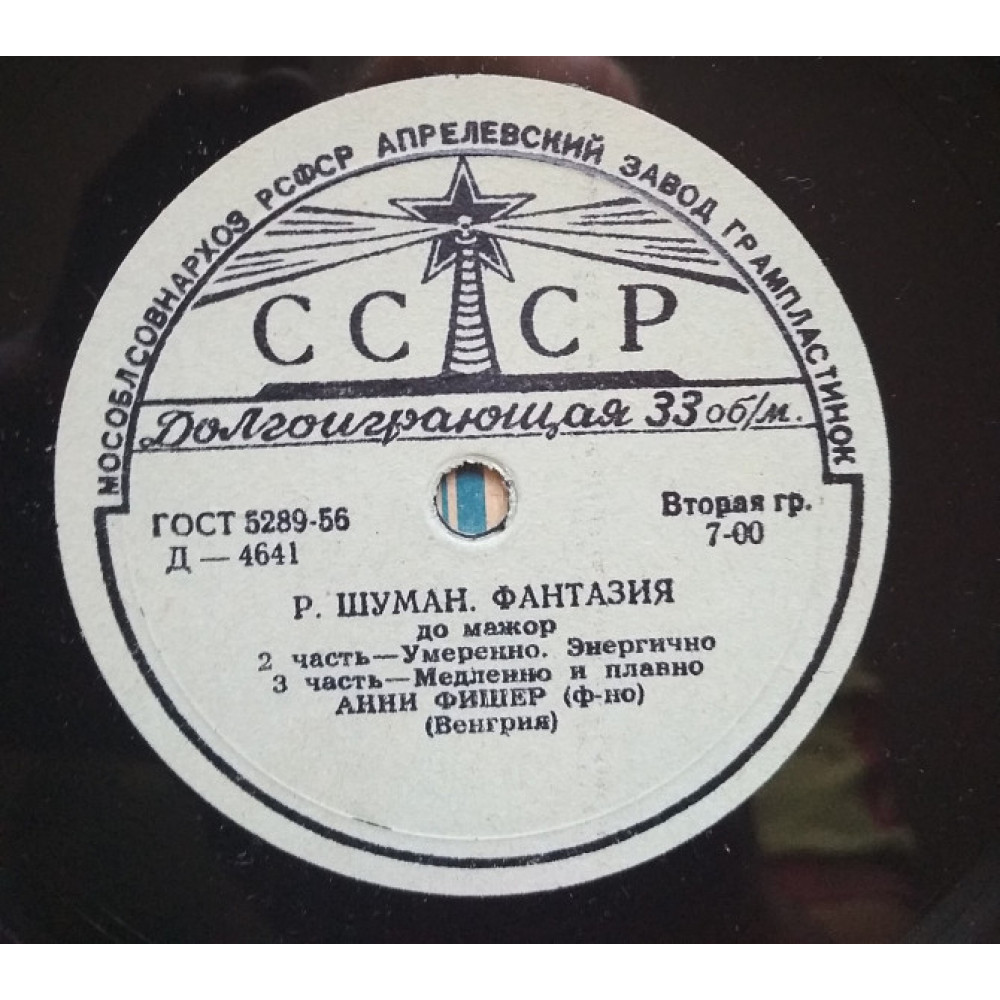 МОСОБЛСОВНАРХОЗ РСФСР АПРЕЛЕВСКИЙ ЗАВОД ГРАМПЛАСТИНОК
СССР
Долгоиграющая 33 об/м.
ГОСТ 5289-56
Д — 4641
Вторая гр.
7-00
Р. ШУМАН. ФАНТАЗИЯ
до мажор
2 часть—Умеренно. Энергично
3 часть—Медленно и плавно
АННИ ФИШЕР (ф-но)
(Венгрия)